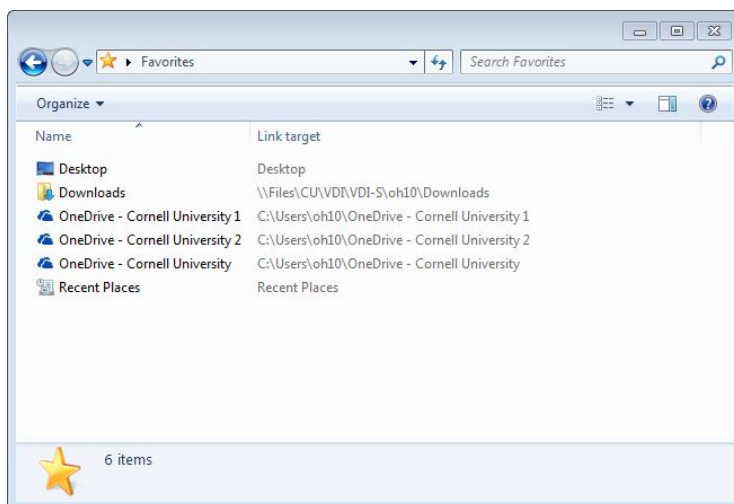 Favorites
Search Favorites
Organize
Name Link target
Desktop Desktop
Downloads \\Files\CU\VDI\VDI-S\oh10\Downloads
OneDrive - Cornell University 1 C:\Users\oh10\OneDrive - Cornell University 1
OneDrive - Cornell University 2 C:\Users\oh10\OneDrive - Cornell University 2
OneDrive - Cornell University C:\Users\oh10\OneDrive - Cornell University
Recent Places Recent Places
6 items